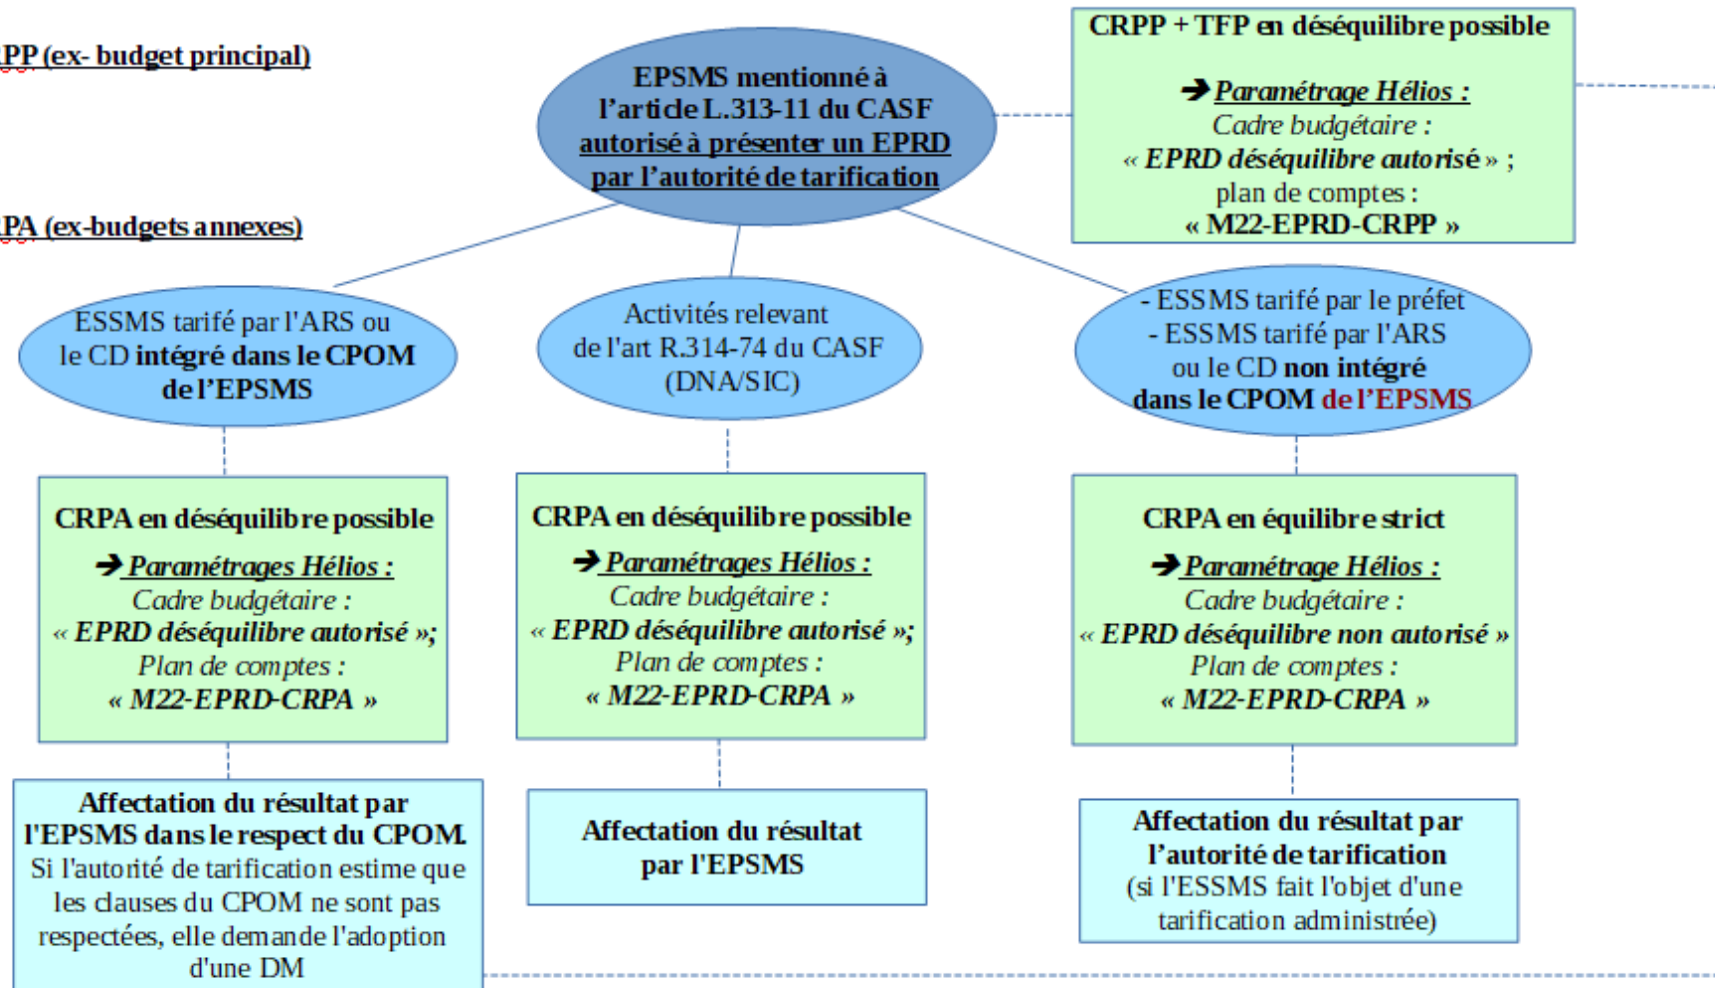 RPP (ex- budget principal)
EPSMS mentionné à
l’article L.313-11 du CASF
autorisé à présenter un EPRD
par l’autorité de tarification
CRPP + TFP en déséquilibre possible
➔ Paramétrage Hélios :
Cadre budgétaire :
« EPRD déséquilibre autorisé » ;
plan de comptes :
« M22-EPRD-CRPP »
RPA (ex-budgets annexes)
ESSMS tarifé par l'ARS ou
le CD intégré dans le CPOM
de l’EPSMS
Activités relevant
de l'art R.314-74 du CASF
(DNA/SIC)
- ESSMS tarifé par le préfet
- ESSMS tarifé par l'ARS
ou le CD non intégré
dans le CPOM de l’EPSMS
CRPA en déséquilibre possible
➔ Paramétrages Hélios :
Cadre budgétaire :
« EPRD déséquilibre autorisé »;
Plan de comptes :
« M22-EPRD-CRPA »
CRPA en déséquilibre possible
➔ Paramétrages Hélios :
Cadre budgétaire :
« EPRD déséquilibre autorisé »;
Plan de comptes :
« M22-EPRD-CRPA »
CRPA en équilibre strict
➔ Paramétrage Hélios :
Cadre budgétaire :
« EPRD déséquilibre non autorisé »
Plan de comptes :
« M22-EPRD-CRPA »
Affectation du résultat par
l'EPSMS dans le respect du CPOM.
Si l'autorité de tarification estime que
les clauses du CPOM ne sont pas
respectées, elle demande l'adoption
d'une DM
Affectation du résultat
par l'EPSMS
Affectation du résultat par
l’autorité de tarification
(si l'ESSMS fait l'objet d'une
tarification administrée)